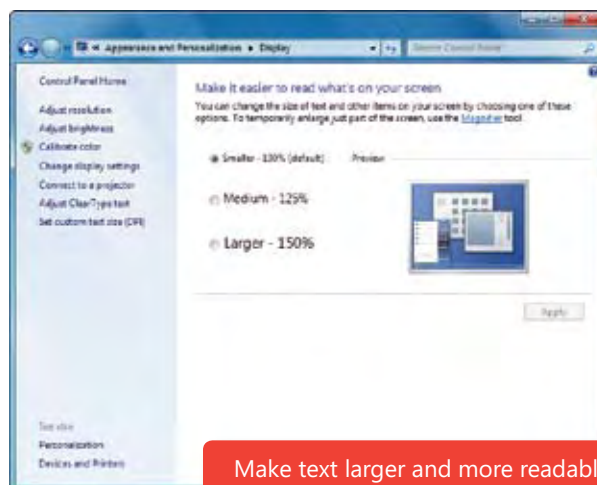 « Appearance and Personalization ▸ Display
Search Control Panel
Control Panel Home
Adjust resolution
Adjust brightness
Calibrate color
Change display settings
Connect to a projector
Adjust ClearType text
Set custom text size (DPI)
See also
Personalization
Devices and Printers
Make it easier to read what's on your screen
You can change the size of text and other items on your screen by choosing one of these
options. To temporarily enlarge just part of the screen, use the Magnifier tool.
Smaller - 100% (default)
Preview
Medium - 125%
Larger - 150%
Apply
Make text larger and more readabl